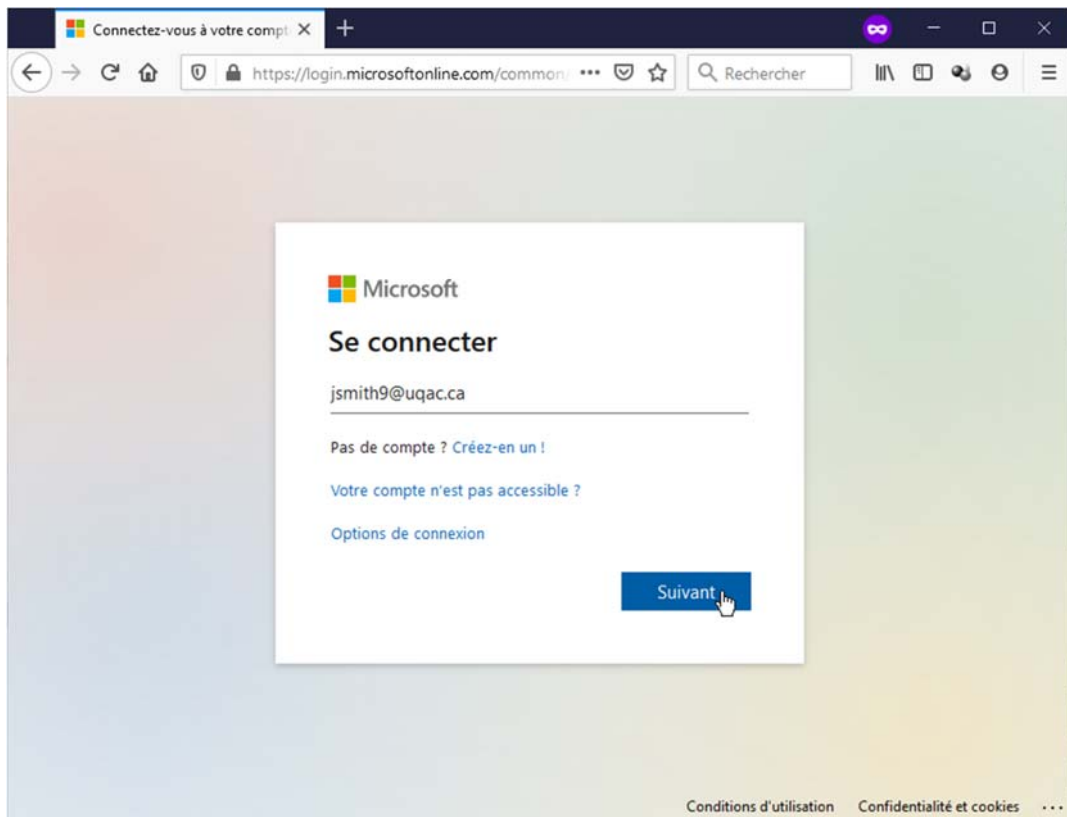 Connectez-vous à votre compt
https://login.microsoftonline.com/common/
Rechercher
Microsoft
Se connecter
jsmith9@uqac.ca
Pas de compte ? Créez-en un !
Votre compte n'est pas accessible ?
Options de connexion
Suivant
Conditions d'utilisation Confidentialité et cookies ...